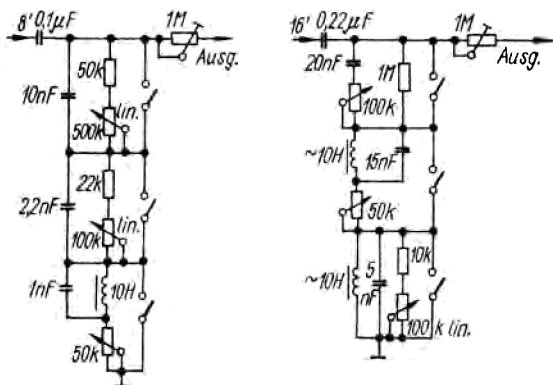 8'
0,1µF
1M
Ausg.
50k
10nF
lin.
500k
22k
2,2nF
lin.
100k
1nF
10H
50k
16'
0,22µF
1M
Ausg.
20nF
1M
100k
~10H
15nF
50k
~10H
5
nF
10k
100k lin.